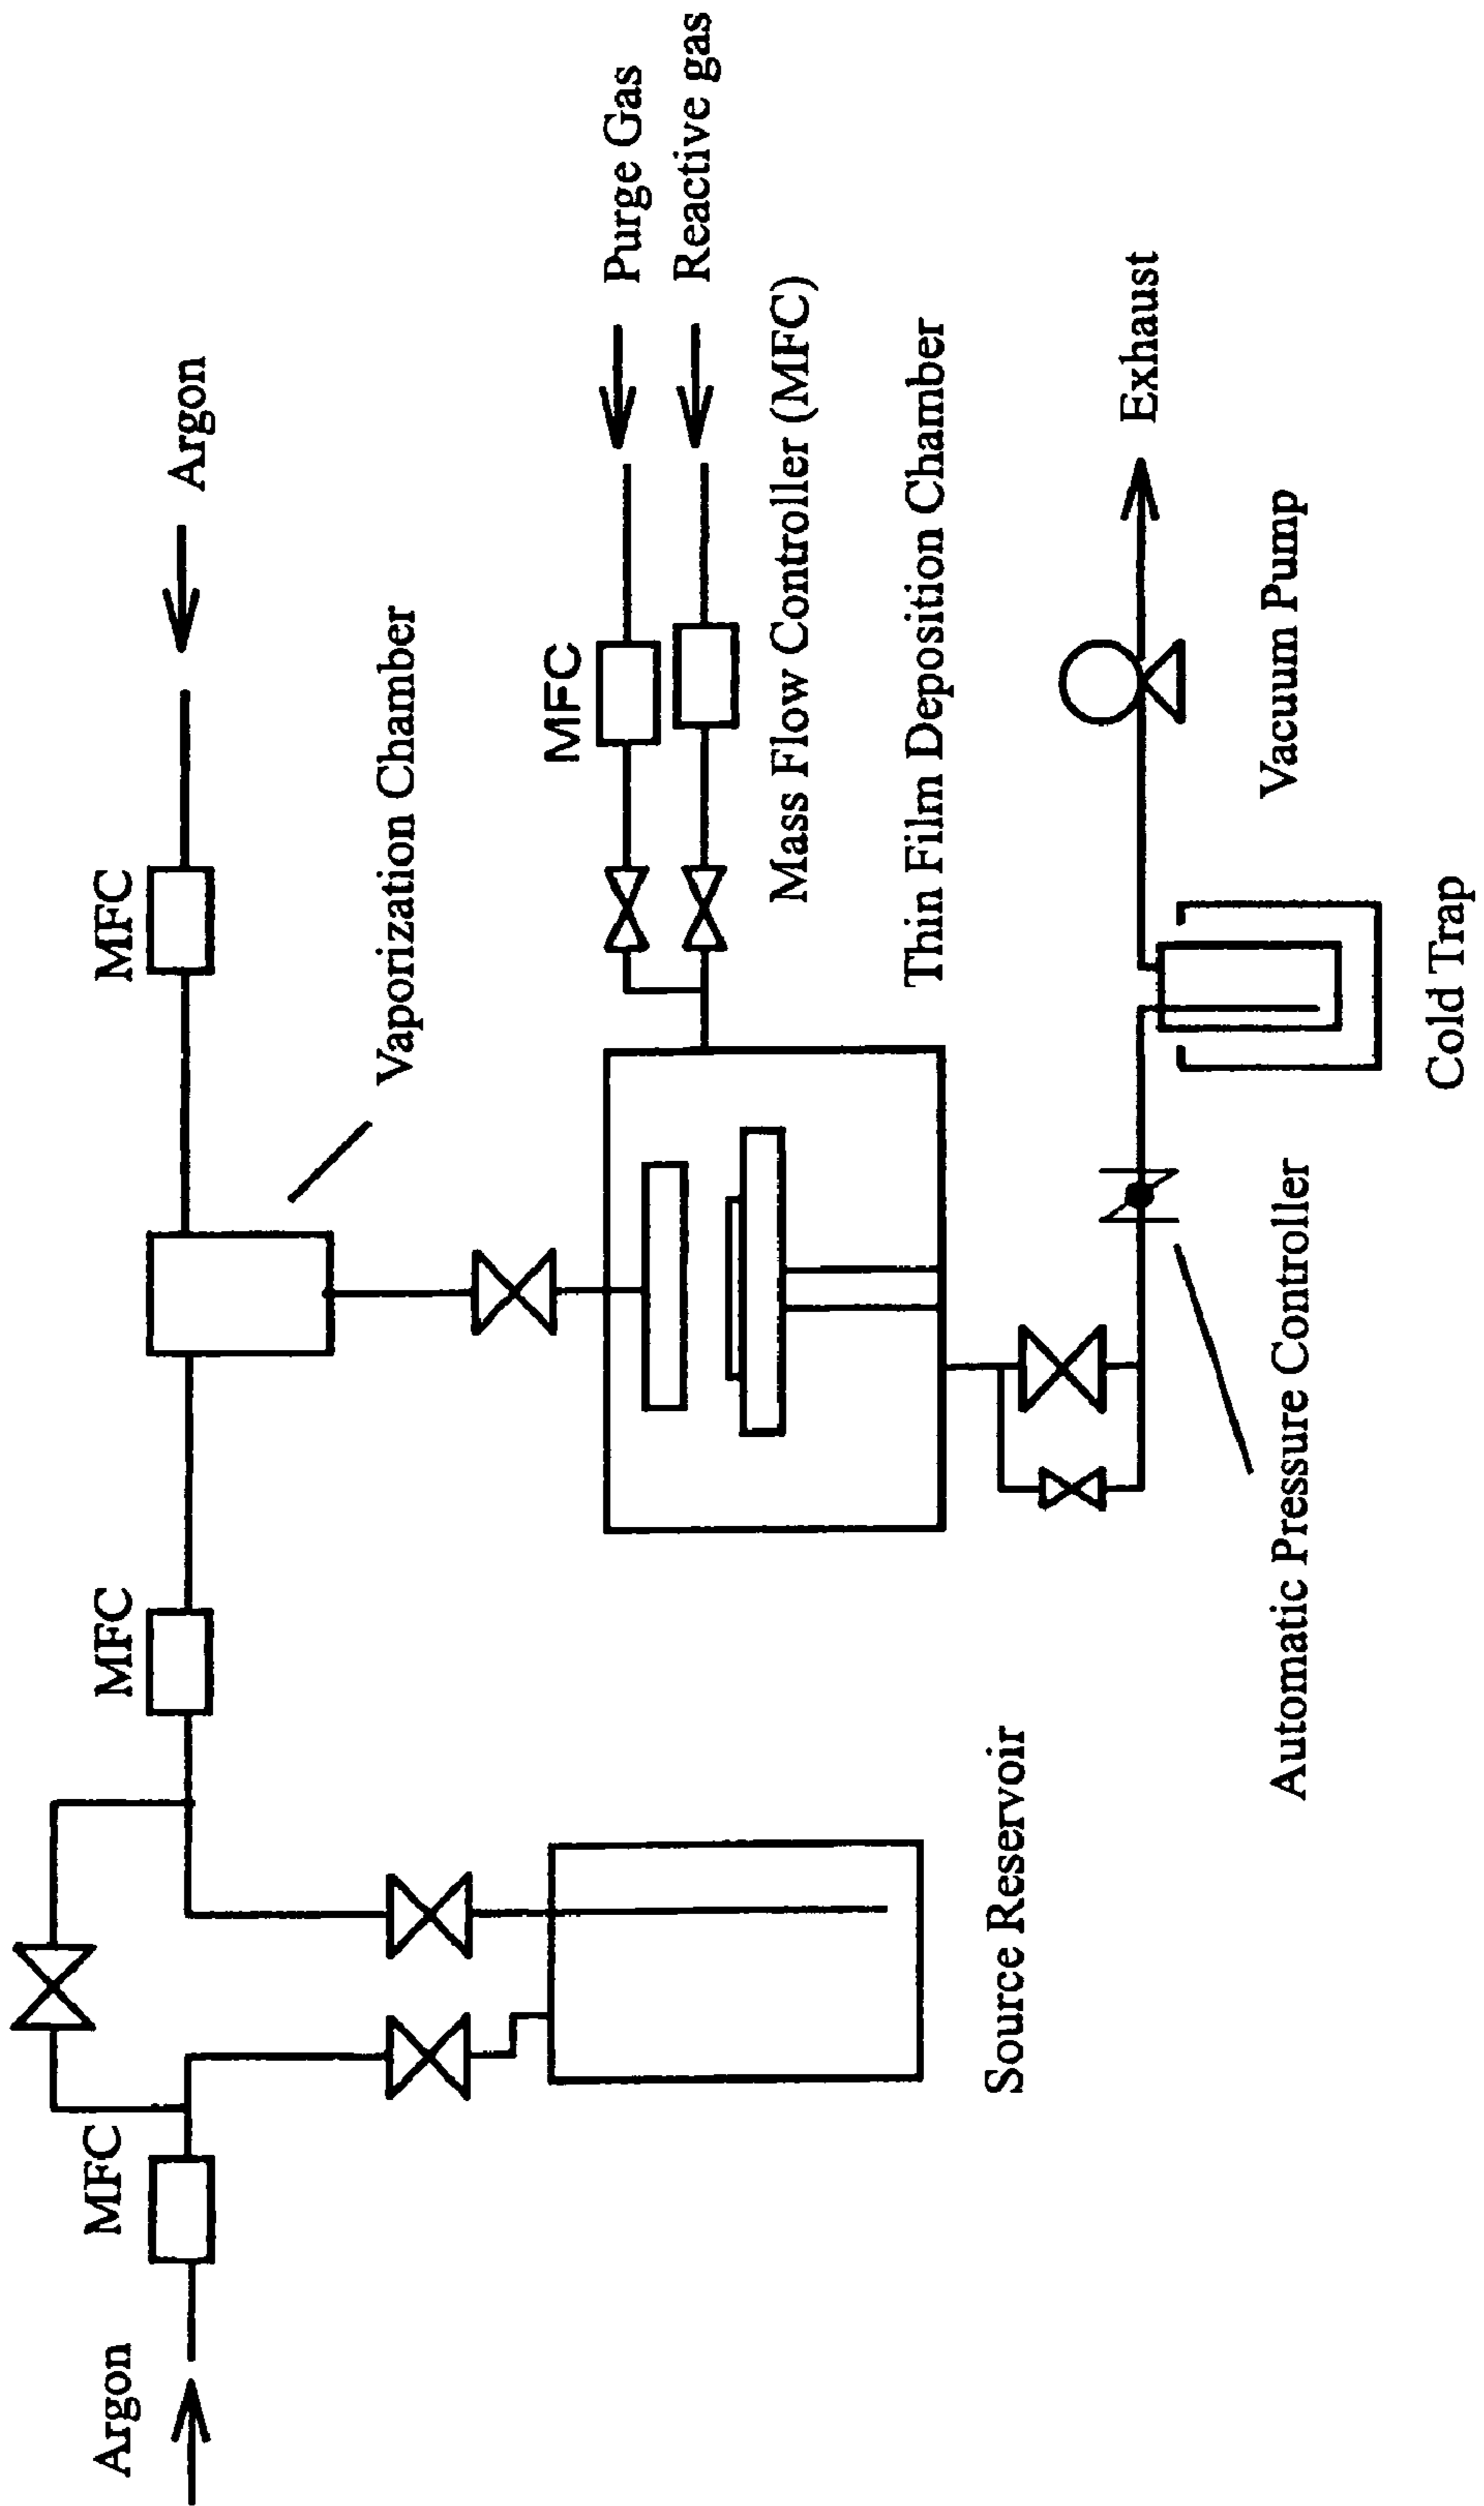 Argon
MFC
MFC
MFC
Argon
Vaporization Chamber
MFC
Purge Gas
Reactive gas
Mass Flow Controller (MFC)
Thin Film Deposition Chamber
Source Reservoir
Exhaust
Vacuum Pump
Automatic Pressure Controller
Cold Trap